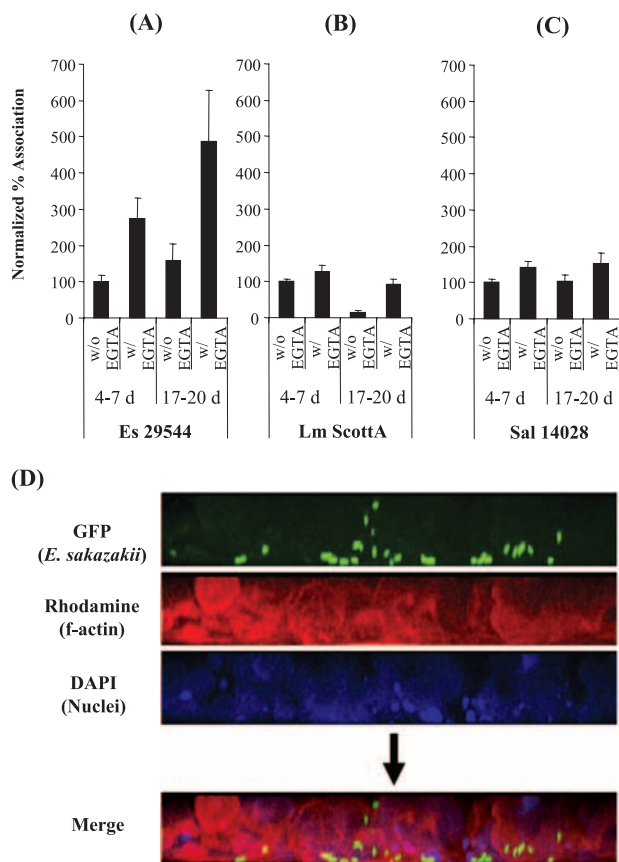 (A)
(B)
(C)
Normalized % Association
700
600
500
400
300
200
100
0
w/o EGTA
w/ EGTA
w/o EGTA
w/ EGTA
4-7 d
17-20 d
Es 29544
700
600
500
400
300
200
100
0
w/o EGTA
w/ EGTA
w/o EGTA
w/ EGTA
4-7 d
17-20 d
Lm ScottA
700
600
500
400
300
200
100
0
w/o EGTA
w/ EGTA
w/o EGTA
w/ EGTA
4-7 d
17-20 d
Sal 14028
(D)
GFP
(E. sakazakii)
Rhodamine
(f-actin)
DAPI
(Nuclei)
Merge